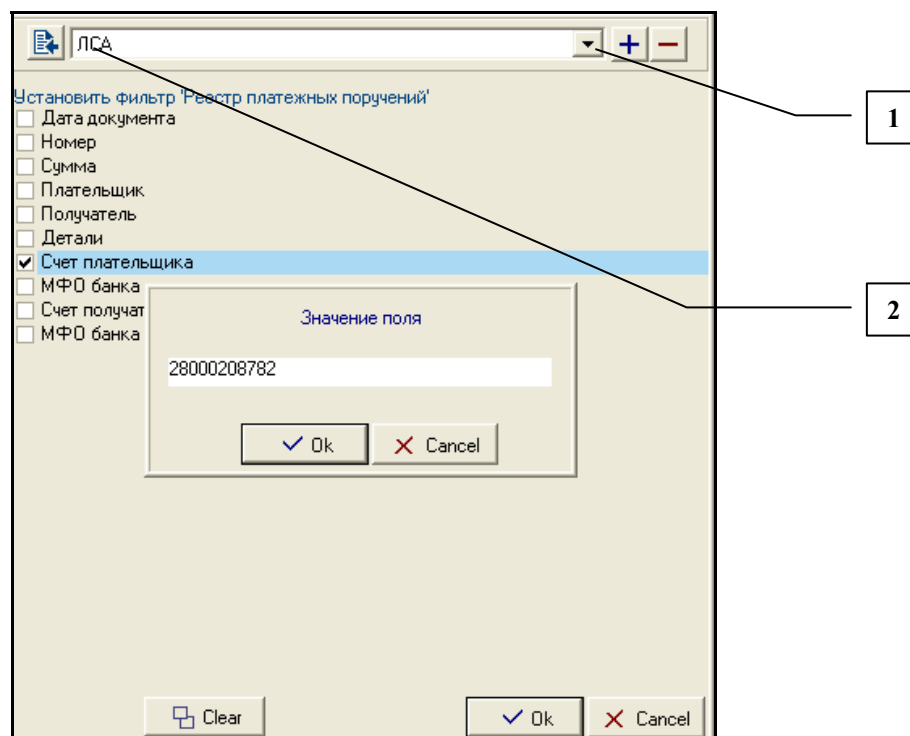 ЛСА
1
Установить фильтр 'Реестр платежных поручений'
Дата документа
Номер
Сумма
Плательщик
Получатель
Детали
Счет плательщика
МФО банка
Счет получат
МФО банка
2
Значение поля
28000208782
Ok Cancel
Clear Ok Cancel